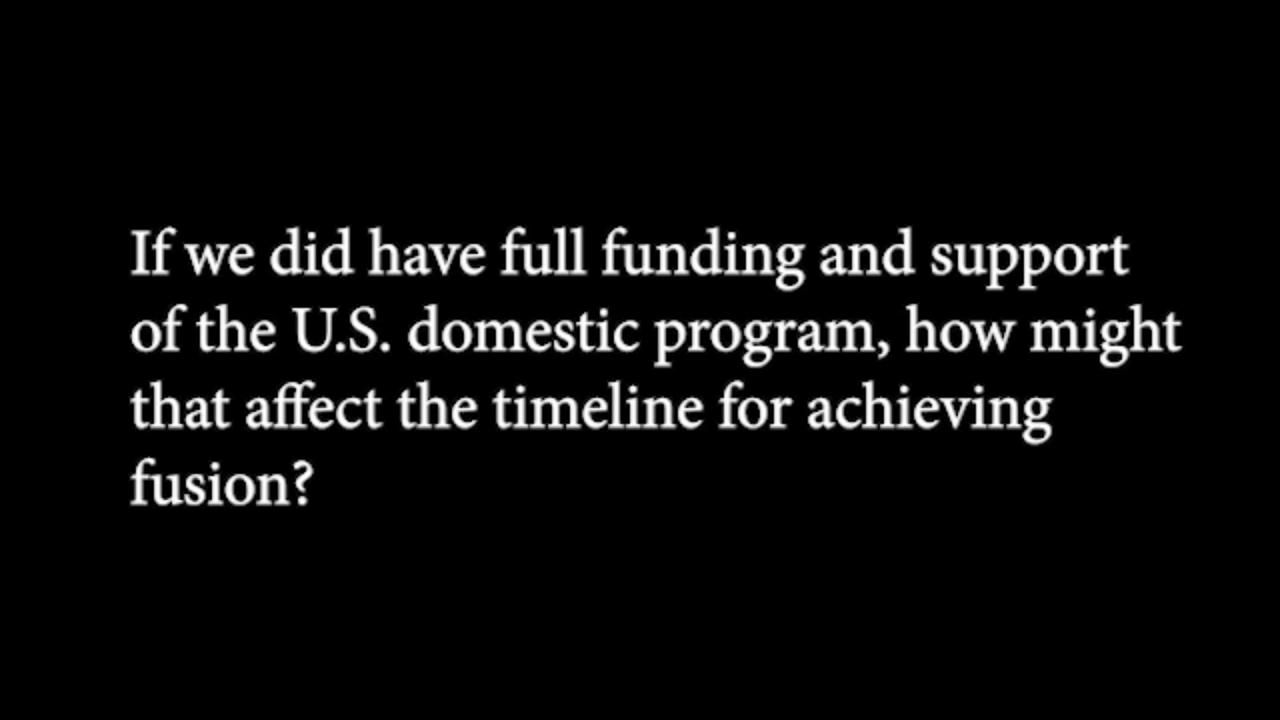 If we did have full funding and support
of the U.S. domestic program, how might
that affect the timeline for achieving
fusion?